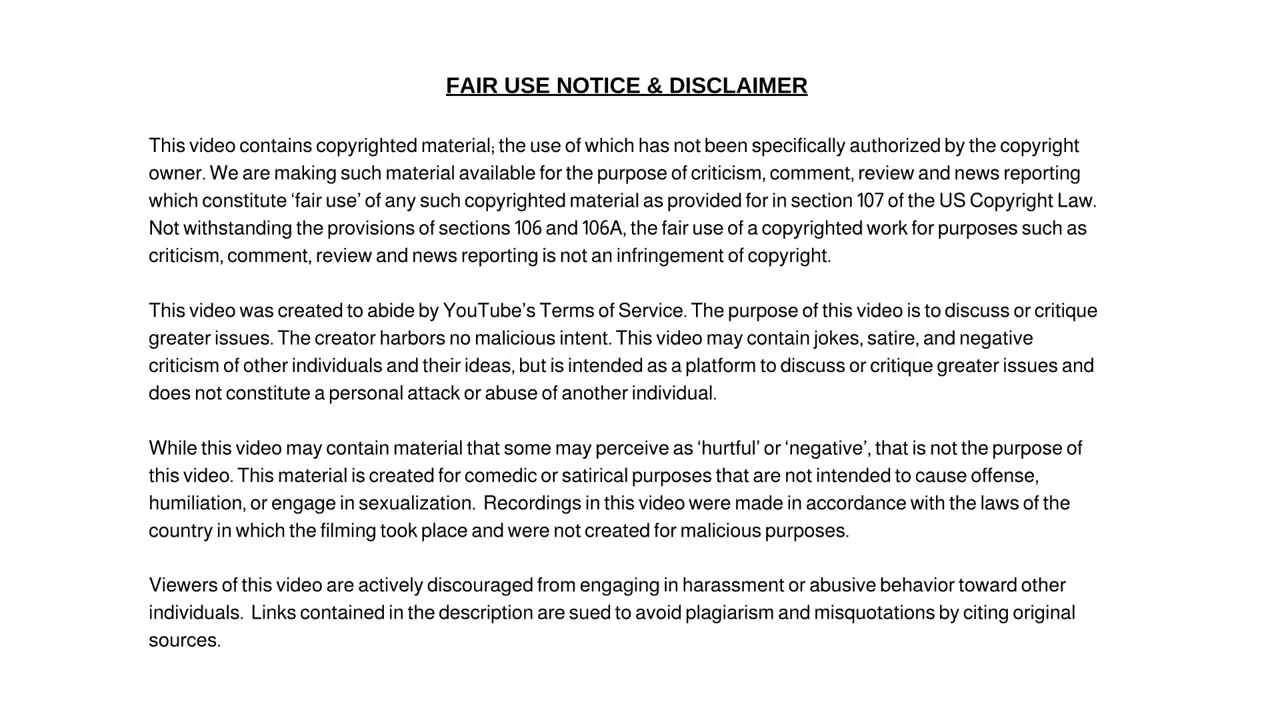 FAIR USE NOTICE & DISCLAIMER
This video contains copyrighted material; the use of which has not been specifically authorized by the copyright
owner. We are making such material available for the purpose of criticism, comment, review and news reporting
which constitute ‘fair use’ of any such copyrighted material as provided for in section 107 of the US Copyright Law.
Not withstanding the provisions of sections 106 and 106A, the fair use of a copyrighted work for purposes such as
criticism, comment, review and news reporting is not an infringement of copyright.
This video was created to abide by YouTube’s Terms of Service. The purpose of this video is to discuss or critique
greater issues. The creator harbors no malicious intent. This video may contain jokes, satire, and negative
criticism of other individuals and their ideas, but is intended as a platform to discuss or critique greater issues and
does not constitute a personal attack or abuse of another individual.
While this video may contain material that some may perceive as ‘hurtful’ or ‘negative’, that is not the purpose of
this video. This material is created for comedic or satirical purposes that are not intended to cause offense,
humiliation, or engage in sexualization.  Recordings in this video were made in accordance with the laws of the
country in which the filming took place and were not created for malicious purposes.
Viewers of this video are actively discouraged from engaging in harassment or abusive behavior toward other
individuals.  Links contained in the description are sued to avoid plagiarism and misquotations by citing original
sources.